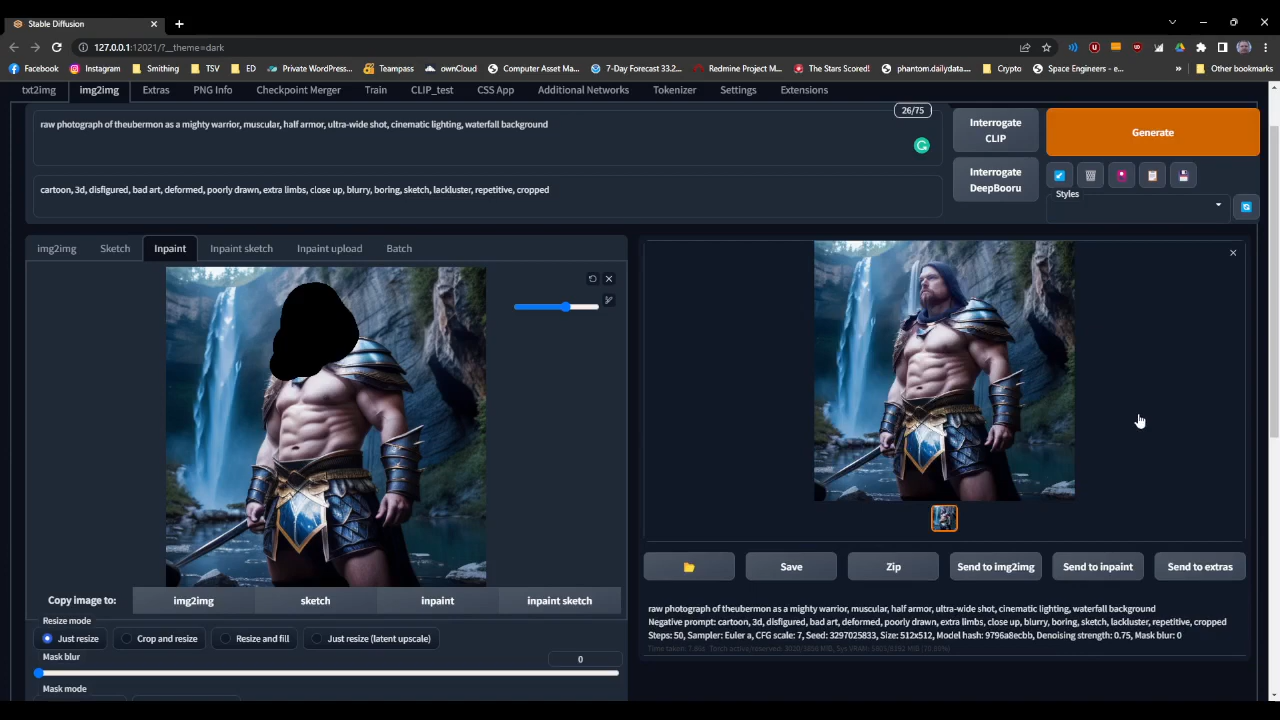 Stable Diffusion
127.0.0.1:12021/?__theme=dark
Facebook Instagram Smithing TSV ED Private WordPress... Teampass ownCloud Computer Asset Ma... 7-Day Forecast 33.2... Redmine Project M... The Stars Scored! phantom.dailydata... Crypto Space Engineers - e... » Other bookmarks
txt2img img2img Extras PNG Info Checkpoint Merger Train CLIP_test CSS App Additional Networks Tokenizer Settings Extensions
26/75
raw photograph of theubermon as a mighty warrior, muscular, half armor, ultra-wide shot, cinematic lighting, waterfall background
Interrogate
CLIP
Generate
cartoon, 3d, disfigured, bad art, deformed, poorly drawn, extra limbs, close up, blurry, boring, sketch, lackluster, repetitive, cropped
Interrogate
DeepBooru
Styles
img2img Sketch Inpaint Inpaint sketch Inpaint upload Batch
Save Zip Send to img2img Send to inpaint Send to extras
Copy image to: img2img sketch inpaint inpaint sketch
Resize mode
Just resize Crop and resize Resize and fill Just resize (latent upscale)
Mask blur
0
Mask mode
raw photograph of theubermon as a mighty warrior, muscular, half armor, ultra-wide shot, cinematic lighting, waterfall background
Negative prompt: cartoon, 3d, disfigured, bad art, deformed, poorly drawn, extra limbs, close up, blurry, boring, sketch, lackluster, repetitive, cropped
Steps: 50, Sampler: Euler a, CFG scale: 7, Seed: 3297025833, Size: 512x512, Model hash: 9796a8ecbb, Denoising strength: 0.75, Mask blur: 0